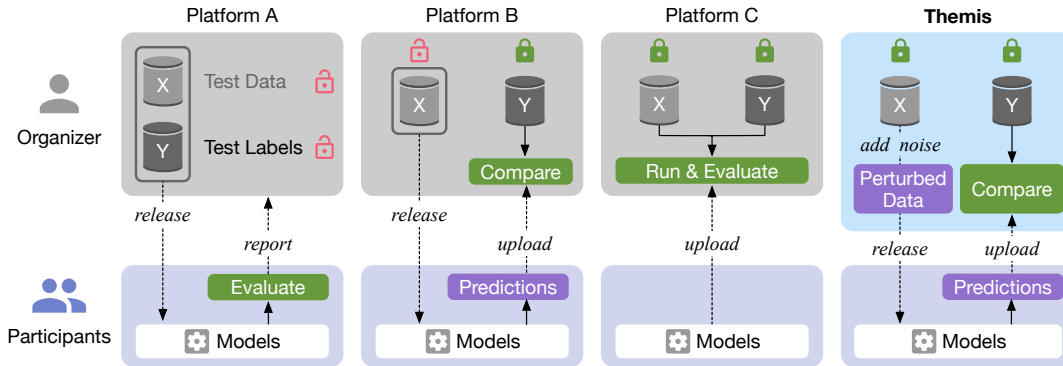 Platform A
Platform B
Platform C
Themis
Organizer
X
Test Data
Y
Test Labels
X
Y
Compare
X
Y
Run & Evaluate
X
Y
add noise
Perturbed
Data
Compare
release
report
release
upload
upload
release
upload
Participants
Evaluate
Models
Predictions
Models
Models
Predictions
Models